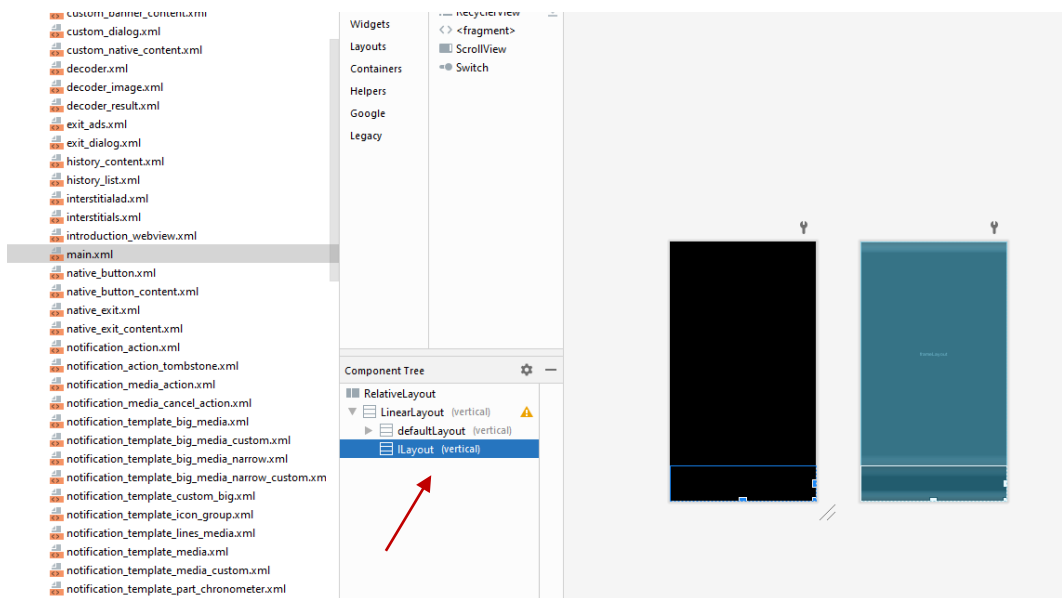 custom_banner_content.xml
custom_dialog.xml
custom_native_content.xml
decoder.xml
decoder_image.xml
decoder_result.xml
exit_ads.xml
exit_dialog.xml
history_content.xml
history_list.xml
interstitialad.xml
interstitials.xml
introduction_webview.xml
main.xml
native_button.xml
native_button_content.xml
native_exit.xml
native_exit_content.xml
notification_action.xml
notification_action_tombstone.xml
notification_media_action.xml
notification_media_cancel_action.xml
notification_template_big_media.xml
notification_template_big_media_custom.xml
notification_template_big_media_narrow.xml
notification_template_big_media_narrow_custom.xm
notification_template_custom_big.xml
notification_template_icon_group.xml
notification_template_lines_media.xml
notification_template_media.xml
notification_template_media_custom.xml
notification_template_part_chronometer.xml
Widgets
Layouts
Containers
Helpers
Google
Legacy
RecyclerView
<fragment>
ScrollView
Switch
Component Tree
RelativeLayout
LinearLayout (vertical)
defaultLayout (vertical)
lLayout (vertical)